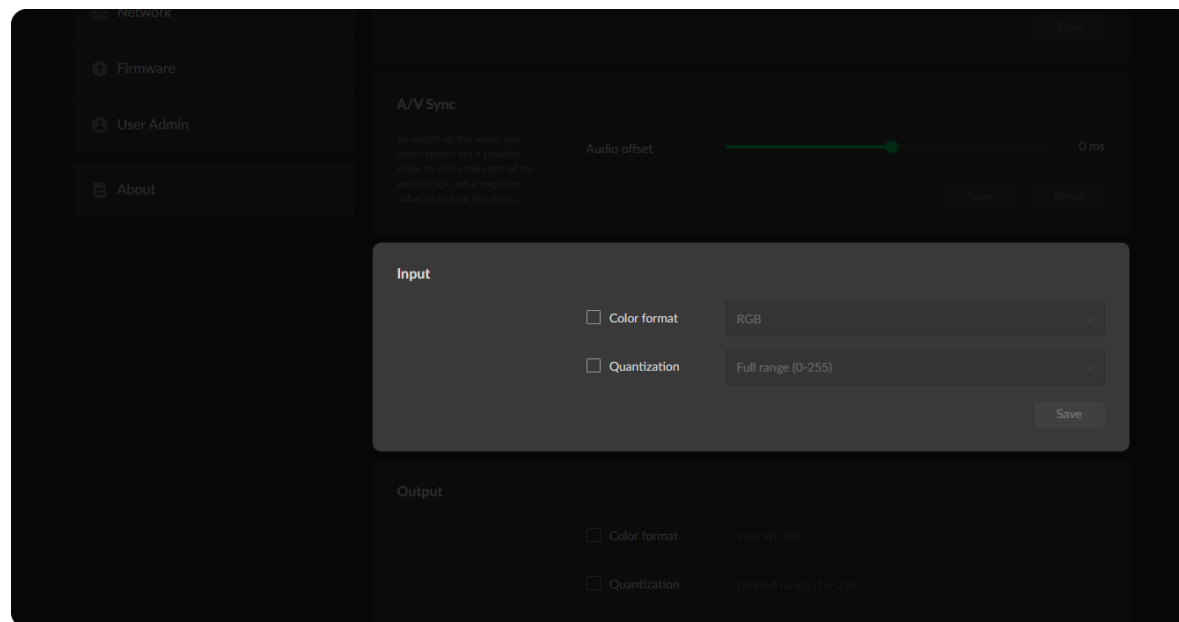 Network
Save
Firmware
A/V Sync
User Admin
To match up the audio and
video tracks, set a positive
value to delay the start of the
audio track, set a negative
value to reduce the delay.
Audio offset
0 ms
About
Save
Reset
Input
Color format
RGB
Quantization
Full range (0-255)
Save
Output
Color format
YUV BT.709
Quantization
Limited range (16-235)